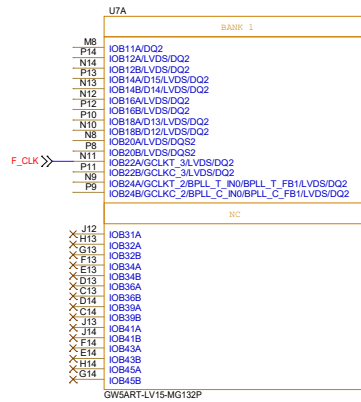 U7A
BANK 1
M8 IOB11A/DQ2
P14 IOB12A/LVDS/DQ2
N14 IOB12B/LVDS/DQ2
P13 IOB14A/D15/LVDS/DQ2
N13 IOB14B/D14/LVDS/DQ2
N12 IOB16A/LVDS/DQ2
P12 IOB16B/LVDS/DQ2
P10 IOB18A/D13/LVDS/DQ2
N10 IOB18B/D12/LVDS/DQ2
N8 IOB20A/LVDS/DQS2
P8 IOB20B/LVDS/DQS2
F_CLK N11 IOB22A/GCLKT_3/LVDS/DQ2
P11 IOB22B/GCLKC_3/LVDS/DQ2
N9 IOB24A/GCLKT_2/BPLL_T_IN0/BPLL_T_FB1/LVDS/DQ2
P9 IOB24B/GCLKC_2/BPLL_C_IN0/BPLL_C_FB1/LVDS/DQ2
NC
J12 IOB31A
H13 IOB32A
G13 IOB32B
F13 IOB34A
E13 IOB34B
D13 IOB36A
C13 IOB36B
D14 IOB39A
C14 IOB39B
J13 IOB41A
J14 IOB41B
F14 IOB43A
E14 IOB43B
H14 IOB45A
G14 IOB45B
GW5ART-LV15-MG132P